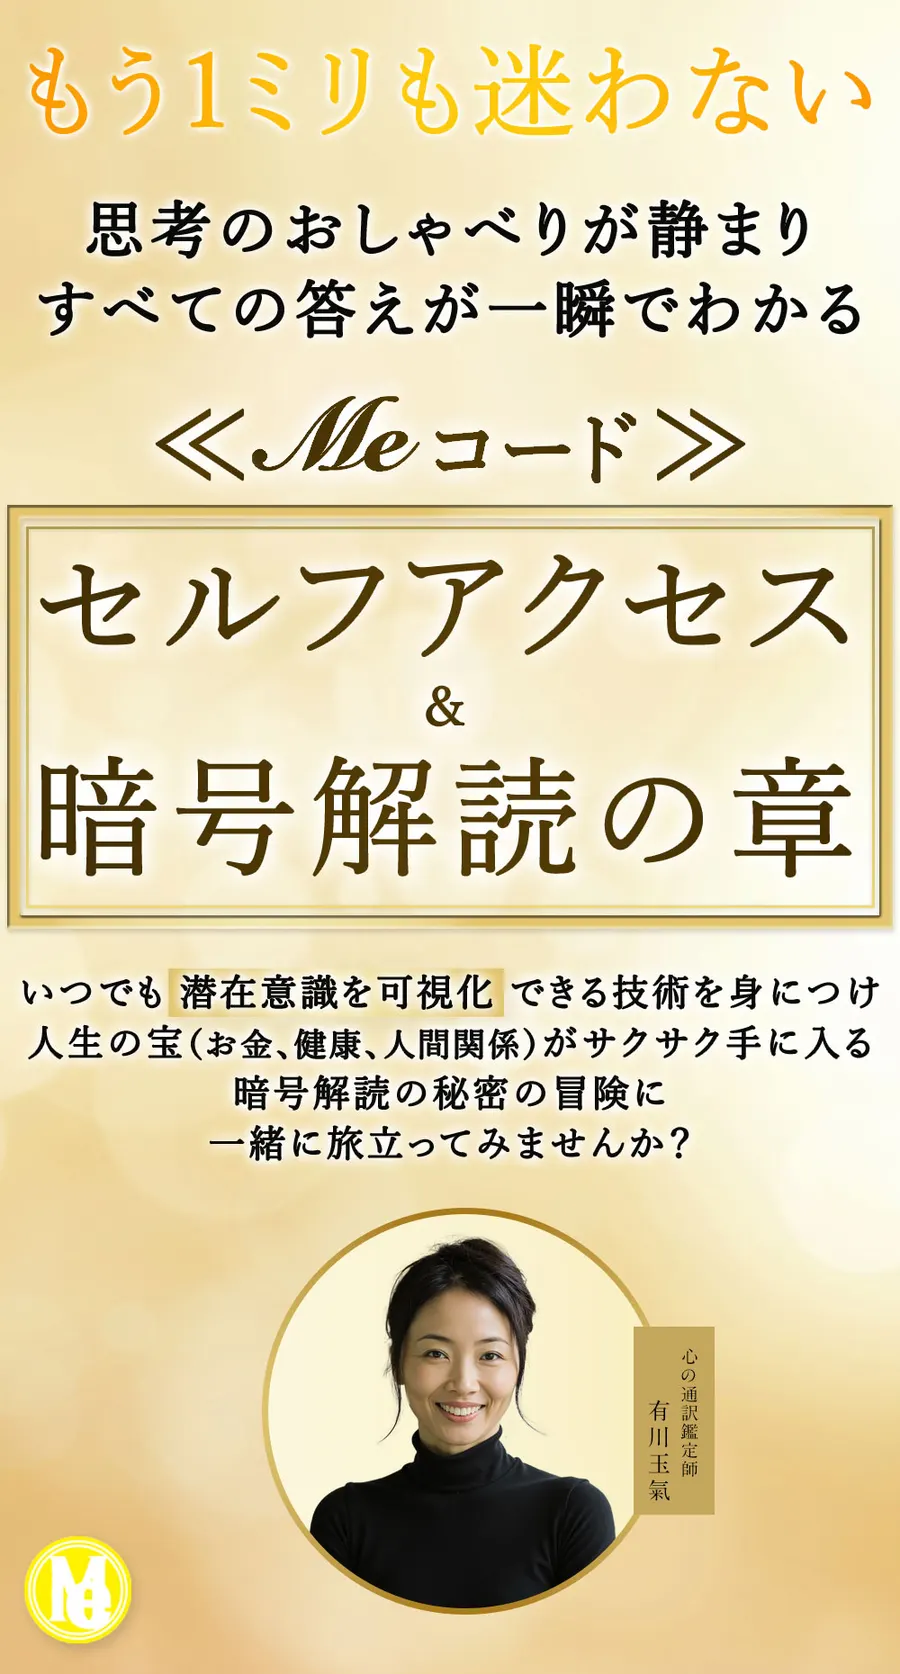 もう1ミリも迷わない
思考のおしゃべりが静まり
すべての答えが一瞬でわかる
≪Meコード≫
セルフアクセス
&
暗号解読の章
いつでも 潜在意識を可視化 できる技術を身につけ
人生の宝(お金、健康、人間関係)がサクサク手に入る
暗号解読の秘密の冒険に
一緒に旅立ってみませんか?
心の通訳鑑定師
有川玉氣